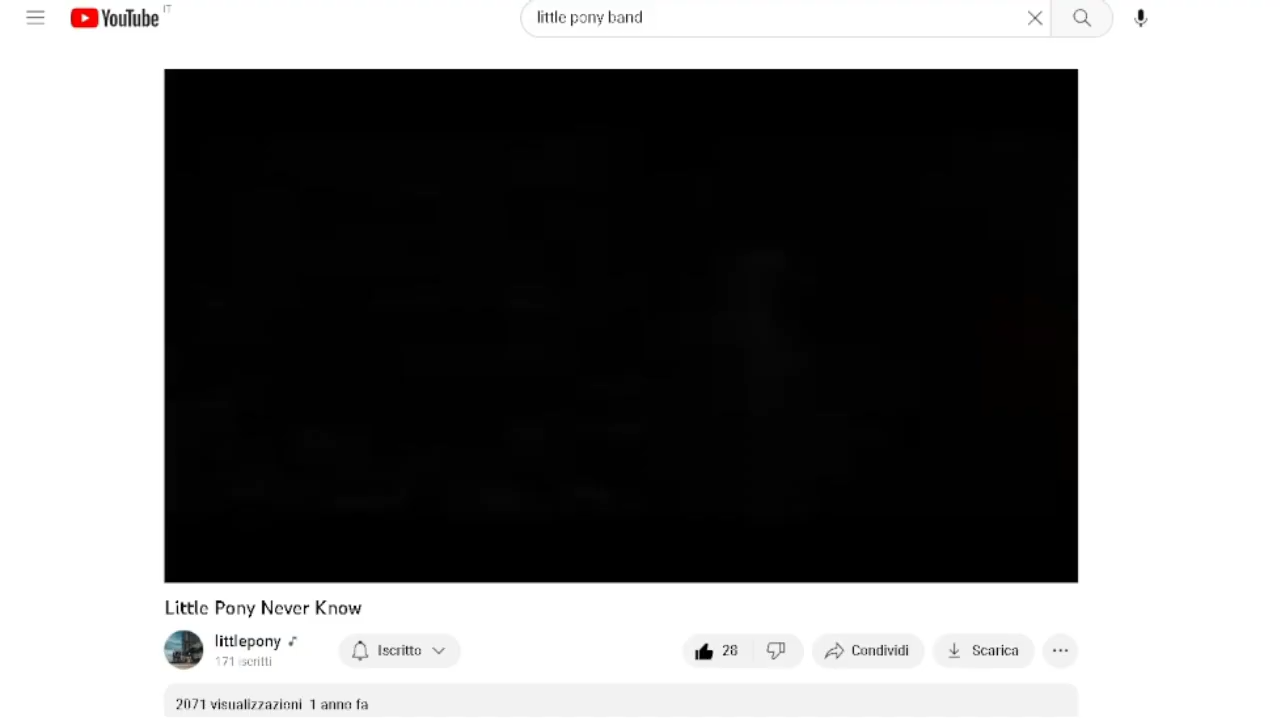 YouTube IT
little pony band
Little Pony Never Know
littlepony
171 iscritti
Iscritto
28
Condividi
Scarica
2071 visualizzazioni 1 anno fa